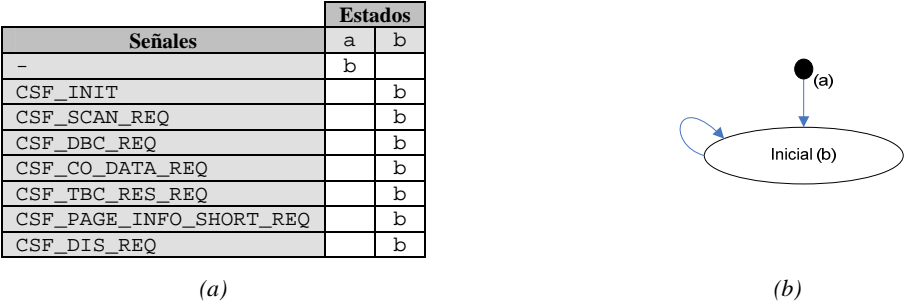 Estados
Señales a b
- b
CSF_INIT b
CSF_SCAN_REQ b
CSF_DBC_REQ b
CSF_CO_DATA_REQ b
CSF_TBC_RES_REQ b
CSF_PAGE_INFO_SHORT_REQ b
CSF_DIS_REQ b
(a)
(a)
Inicial (b)
(b)